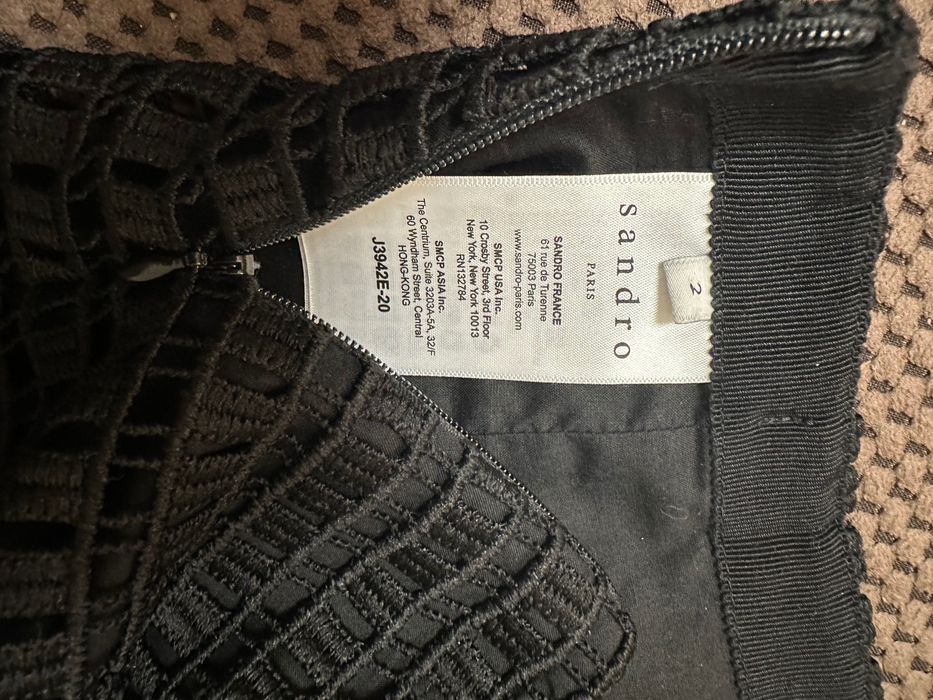 2
sandro
PARIS
SANDRO FRANCE
61 rue de Turenne
75003 Paris
www.sandro-paris.com
SMCP USA Inc.
10 Crosby Street, 3rd Floor
New York, New York 10013
RN132784
SMCP ASIA Inc.
The Centrium, Suite 3203A-5A, 32/F
60 Wyndham Street, Central
HONG-KONG
J3942E-20